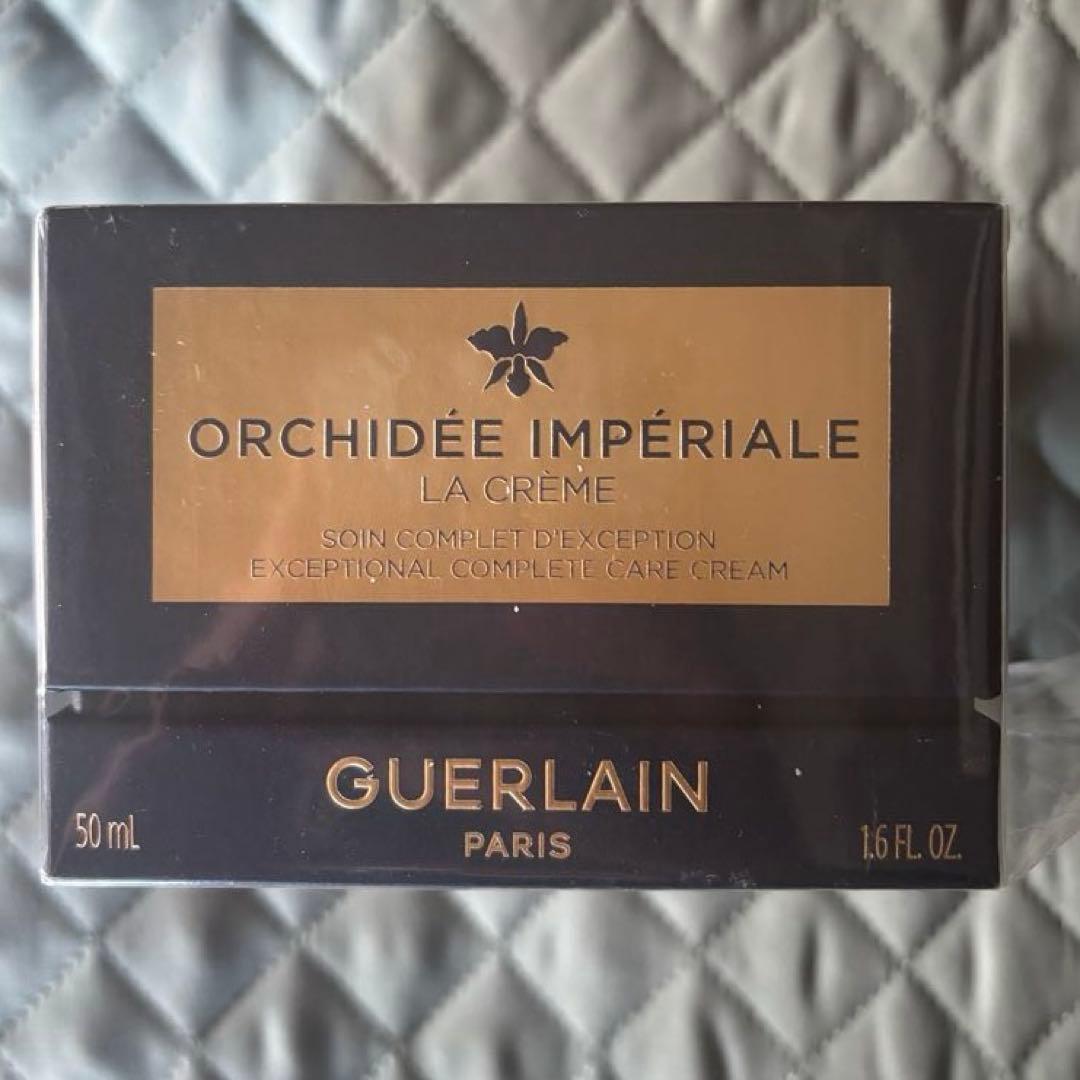 ORCHIDÉE IMPÉRIALE
LA CRÈME
SOIN COMPLET D'EXCEPTION
EXCEPTIONAL COMPLETE CARE CREAM
GUERLAIN
PARIS
50 mL
1.6 FL. OZ.